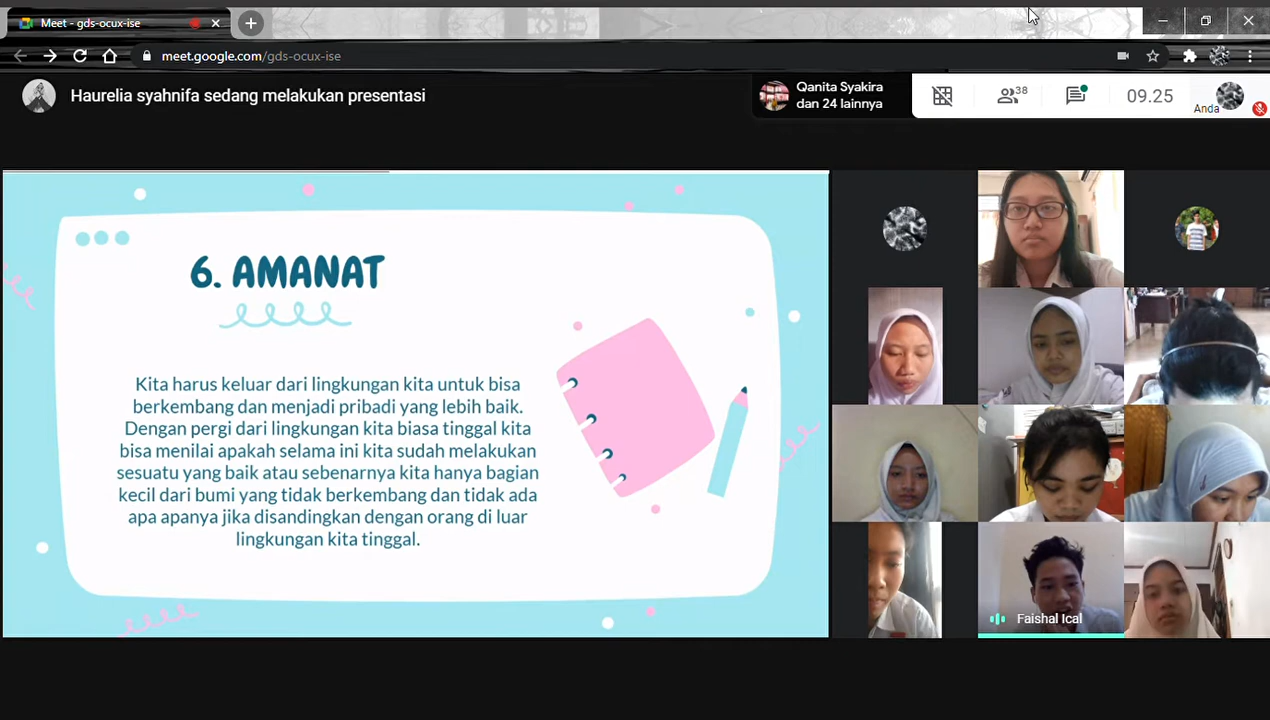 Meet - gds-ocux-ise
meet.google.com/gds-ocux-ise
Haurelia syahnifa sedang melakukan presentasi
Qanita Syakira
dan 24 lainnya
38
09.25
Anda
6. AMANAT
Kita harus keluar dari lingkungan kita untuk bisa
berkembang dan menjadi pribadi yang lebih baik.
Dengan pergi dari lingkungan kita biasa tinggal kita
bisa menilai apakah selama ini kita sudah melakukan
sesuatu yang baik atau sebenarnya kita hanya bagian
kecil dari bumi yang tidak berkembang dan tidak ada
apa apanya jika disandingkan dengan orang di luar
lingkungan kita tinggal.
Faishal Ical